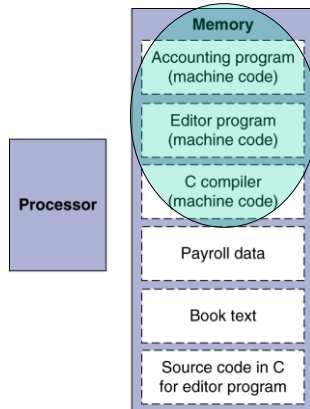 Memory
Accounting program
(machine code)
Editor program
(machine code)
C compiler
(machine code)
Processor
Payroll data
Book text
Source code in C
for editor program